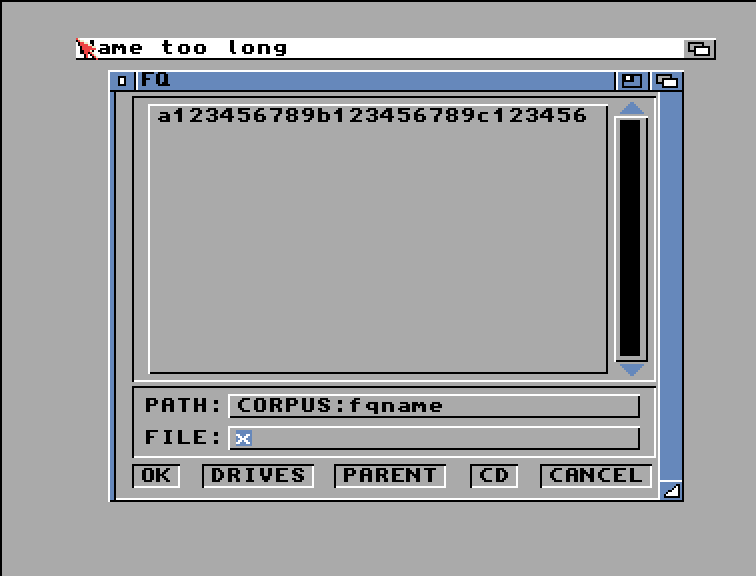 Name too long
FQ
a123456789b123456789c123456
PATH: CORPUS:fqname
FILE: x
OK DRIVES PARENT CD CANCEL